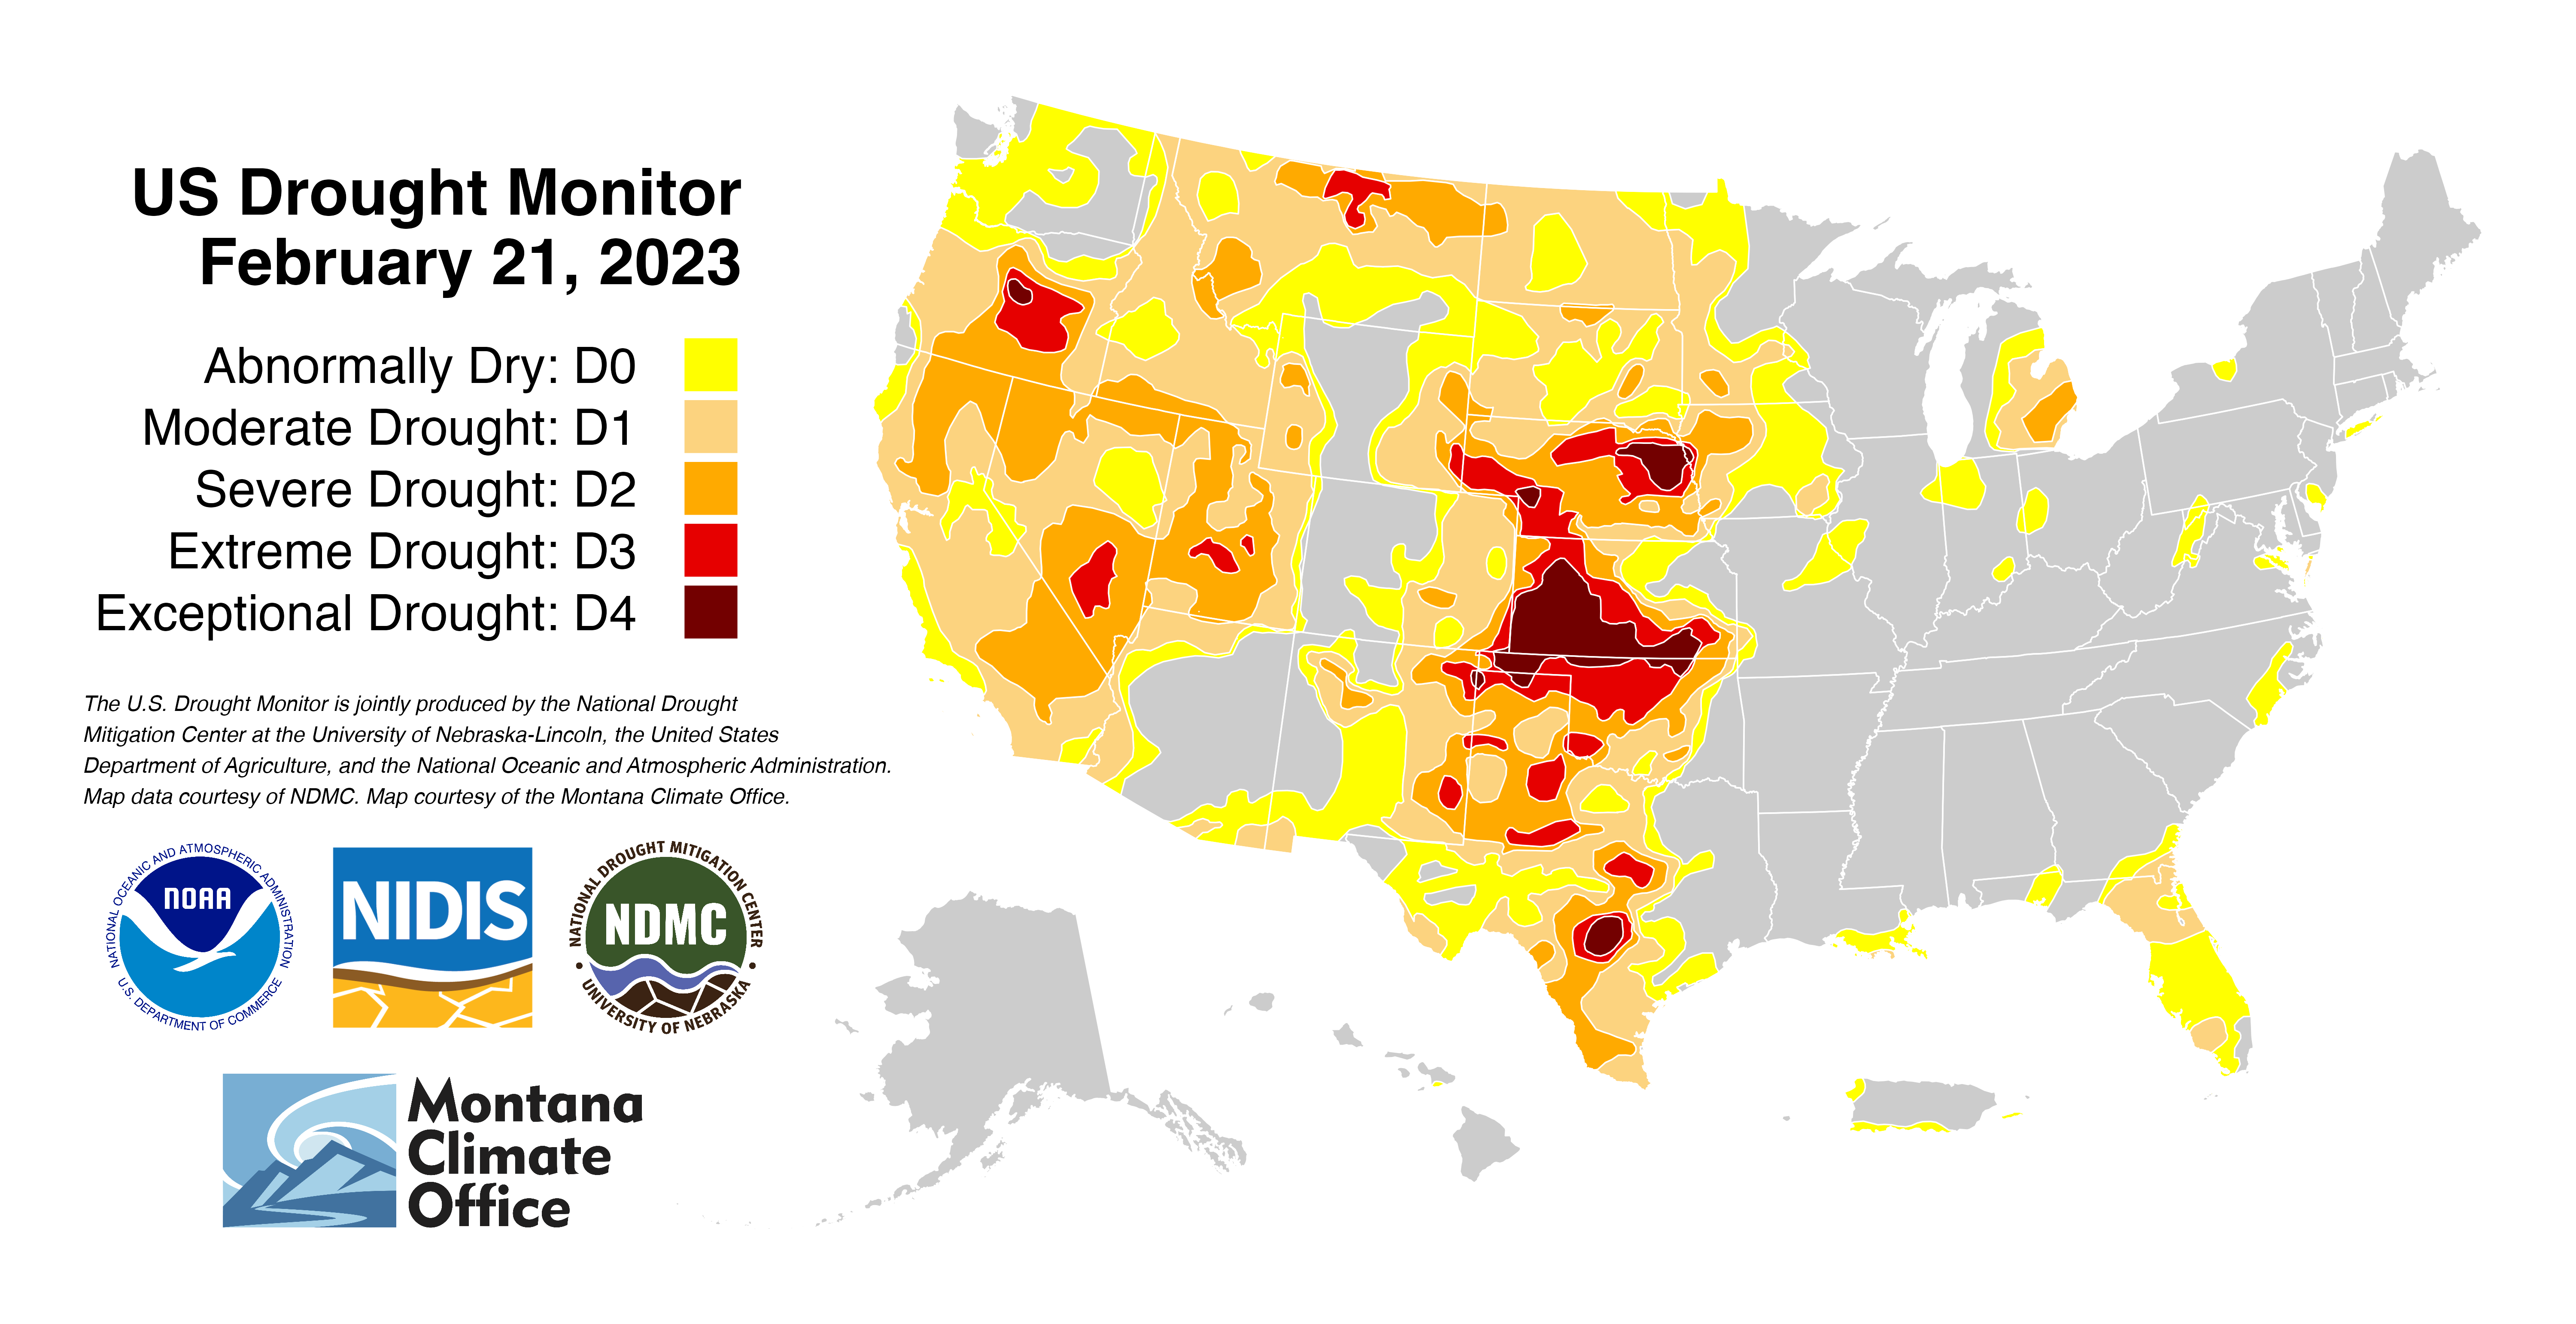 US Drought Monitor
February 21, 2023
Abnormally Dry: D0
Moderate Drought: D1
Severe Drought: D2
Extreme Drought: D3
Exceptional Drought: D4
The U.S. Drought Monitor is jointly produced by the National Drought
Mitigation Center at the University of Nebraska-Lincoln, the United States
Department of Agriculture, and the National Oceanic and Atmospheric Administration.
Map data courtesy of NDMC. Map courtesy of the Montana Climate Office.
NATIONAL OCEANIC AND ATMOSPHERIC ADMINISTRATION
NOAA
U.S. DEPARTMENT OF COMMERCE
NIDIS
NATIONAL DROUGHT MITIGATION CENTER
NDMC
UNIVERSITY OF NEBRASKA
Montana
Climate
Office